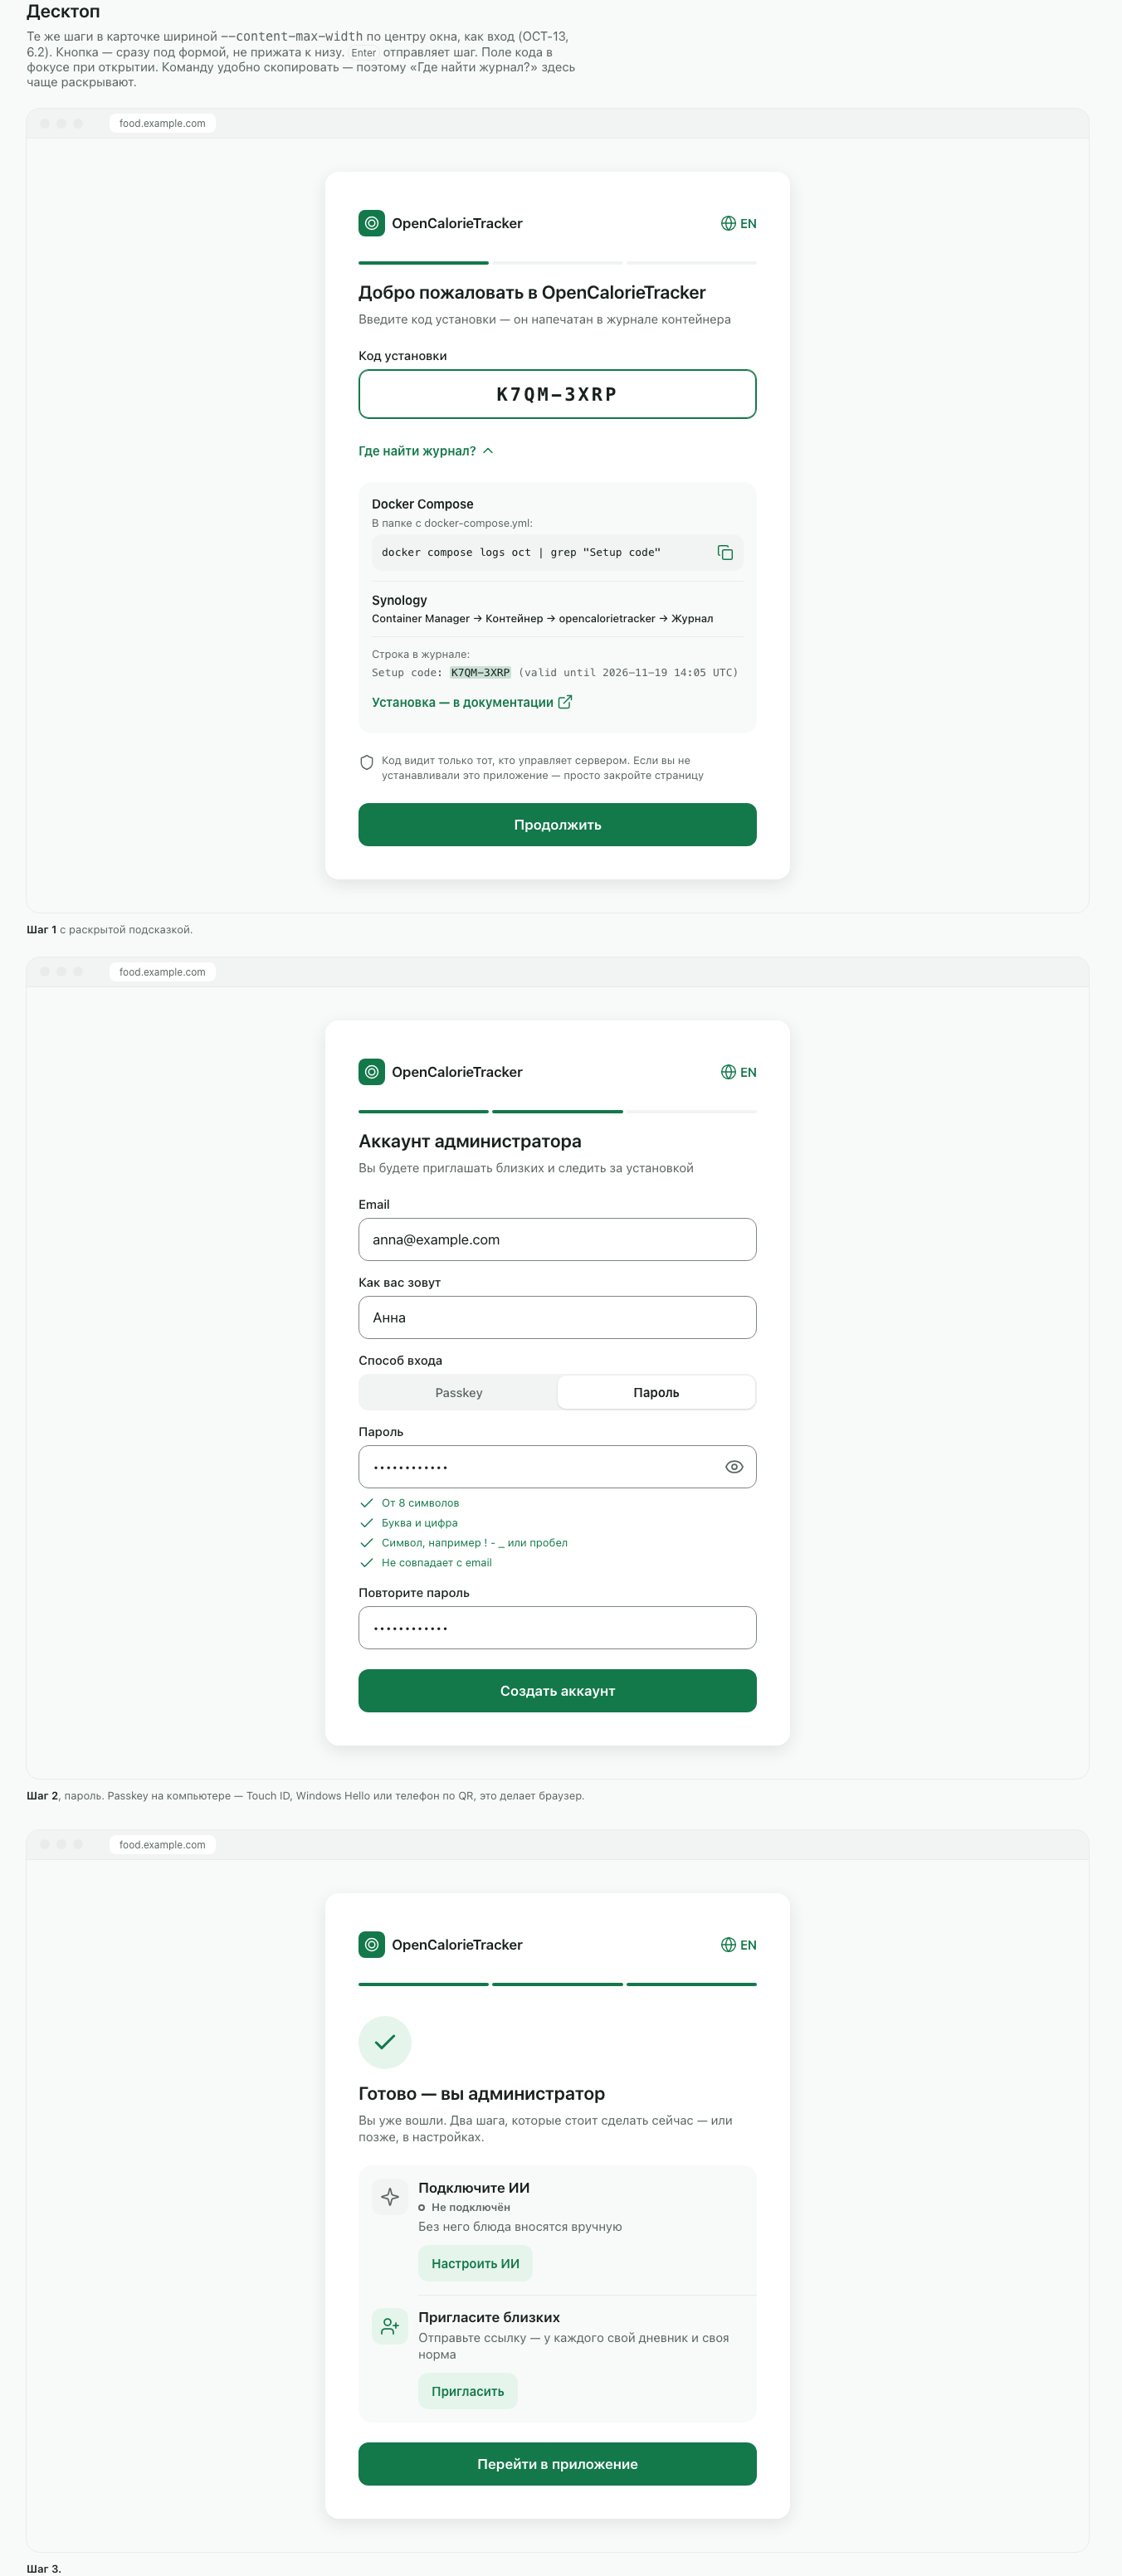 Десктоп
Те же шаги в карточке шириной --content-max-width по центру окна, как вход (ОСТ-13,
6.2). Кнопка — сразу под формой, не прижата к низу. Enter отправляет шаг. Поле кода в
фокусе при открытии. Команду удобно скопировать — поэтому «Где найти журнал?» здесь
чаще раскрывают.
food.example.com
OpenCalorieTracker
EN
Добро пожаловать в OpenCalorieTracker
Введите код установки — он напечатан в журнале контейнера
Код установки
K7QM-3XRP
Где найти журнал?
Docker Compose
В папке с docker-compose.yml:
docker compose logs oct | grep "Setup code"
Synology
Container Manager → Контейнер → opencalorietracker → Журнал
Строка в журнале:
Setup code: K7QM-3XRP (valid until 2026-11-19 14:05 UTC)
Установка — в документации
Код видит только тот, кто управляет сервером. Если вы не
устанавливали это приложение — просто закройте страницу
Продолжить
Шаг 1 с раскрытой подсказкой.
food.example.com
OpenCalorieTracker
EN
Аккаунт администратора
Вы будете приглашать близких и следить за установкой
Email
anna@example.com
Как вас зовут
Анна
Способ входа
Passkey
Пароль
Пароль
••••••••••••
От 8 символов
Буква и цифра
Символ, например ! - _ или пробел
Не совпадает с email
Повторите пароль
••••••••••••
Создать аккаунт
Шаг 2, пароль. Passkey на компьютере — Touch ID, Windows Hello или телефон по QR, это делает браузер.
food.example.com
OpenCalorieTracker
EN
Готово — вы администратор
Вы уже вошли. Два шага, которые стоит сделать сейчас — или
позже, в настройках.
Подключите ИИ
Не подключён
Без него блюда вносятся вручную
Настроить ИИ
Пригласите близких
Отправьте ссылку — у каждого свой дневник и своя
норма
Пригласить
Перейти в приложение
Шаг 3.